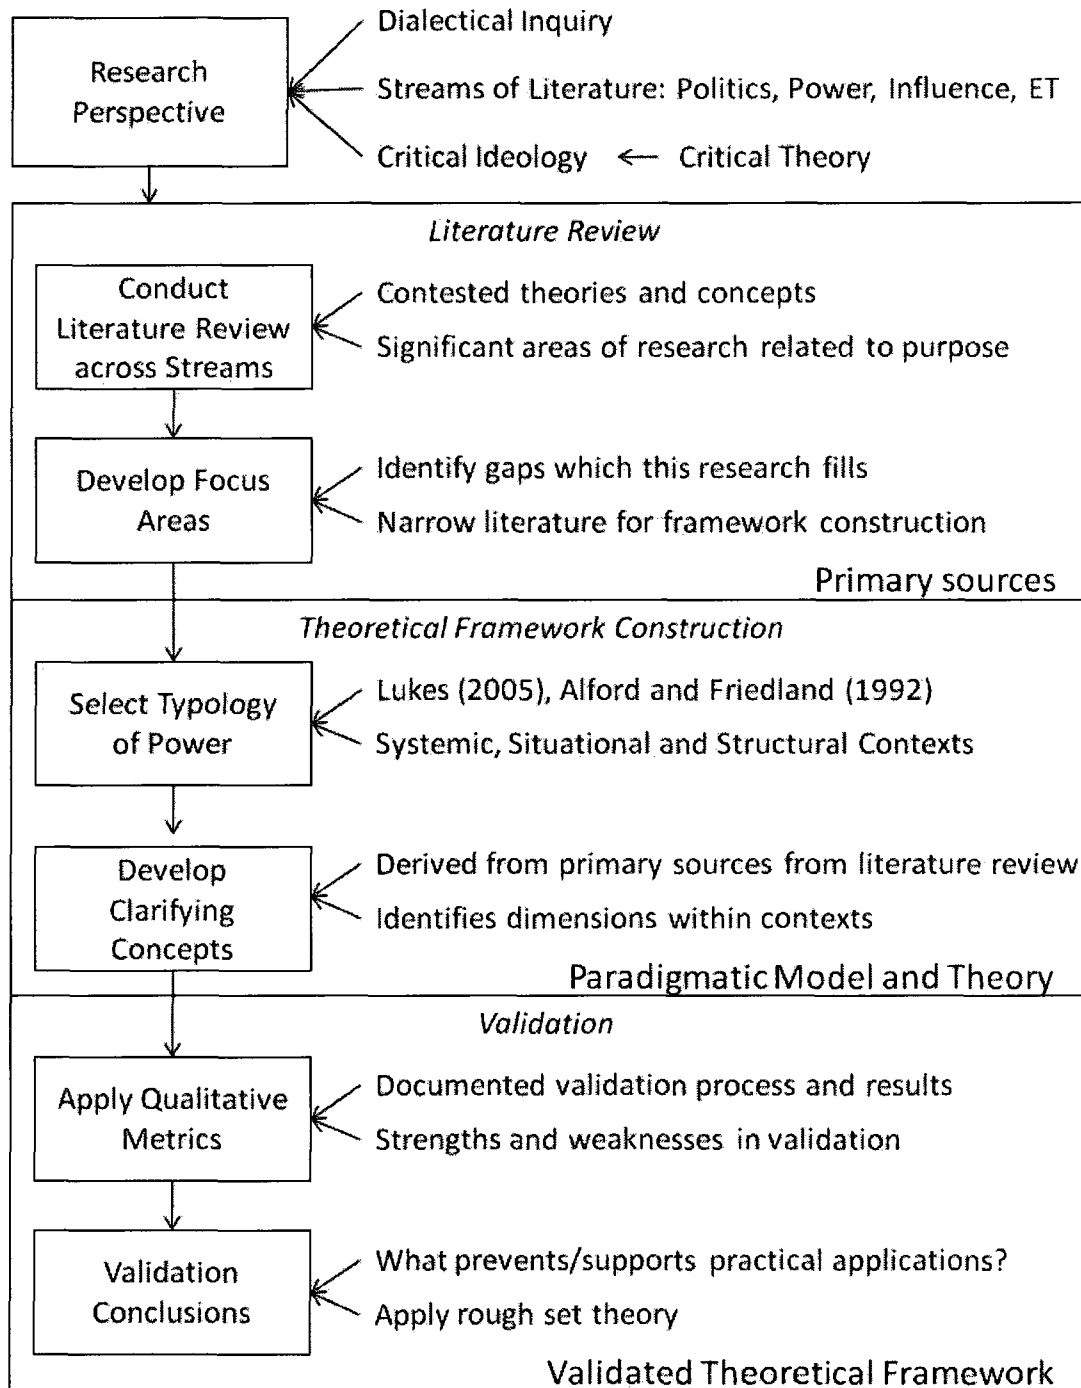 Research
Perspective
Dialectical Inquiry
Streams of Literature: Politics, Power, Influence, ET
Critical Ideology ← Critical Theory
Literature Review
Conduct
Literature Review
across Streams
Contested theories and concepts
Significant areas of research related to purpose
Develop Focus
Areas
Identify gaps which this research fills
Narrow literature for framework construction
Primary sources
Theoretical Framework Construction
Select Typology
of Power
Lukes (2005), Alford and Friedland (1992)
Systemic, Situational and Structural Contexts
Develop
Clarifying
Concepts
Derived from primary sources from literature review
Identifies dimensions within contexts
Paradigmatic Model and Theory
Validation
Apply Qualitative
Metrics
Documented validation process and results
Strengths and weaknesses in validation
Validation
Conclusions
What prevents/supports practical applications?
Apply rough set theory
Validated Theoretical Framework